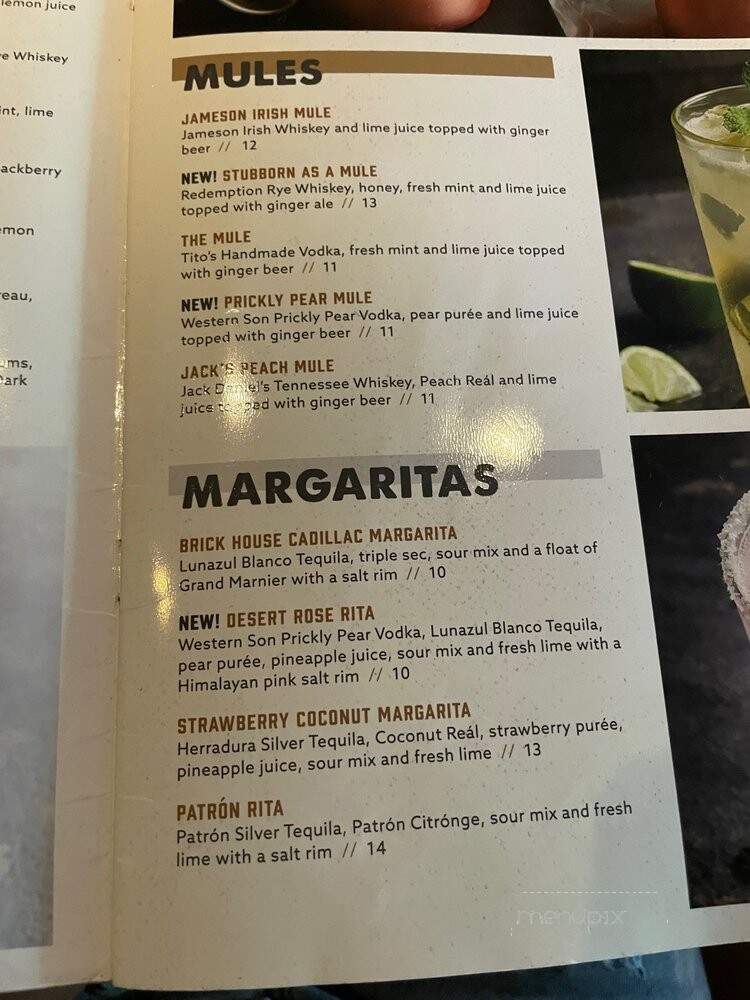 lemon juice
Whiskey
lime
emon
MULES
JAMESON IRISH MULE
Jameson Irish Whiskey and lime juice topped with ginger
beer // 12
NEW! STUBBORN AS A MULE
Redemption Rye Whiskey, honey, fresh mint and lime juice
topped with ginger ale // 13
THE MULE
Tito's Handmade Vodka, fresh mint and lime juice topped
with ginger beer // 11
NEW! PRICKLY PEAR MULE
Western Son Prickly Pear Vodka, pear purée and lime juice
topped with ginger beer // 11
JACK'S PEACH MULE
Jack Daniel's Tennessee Whiskey, Peach Reál and lime
juice topped with ginger beer // 11
MARGARITAS
BRICK HOUSE CADILLAC MARGARITA
Lunazul Blanco Tequila, triple sec, sour mix and a float of
Grand Marnier with a salt rim // 10
NEW! DESERT ROSE RITA
Western Son Prickly Pear Vodka, Lunazul Blanco Tequila,
pear purée, pineapple juice, sour mix and fresh lime with a
Himalayan pink salt rim // 10
STRAWBERRY COCONUT MARGARITA
Herradura Silver Tequila, Coconut Reál, strawberry purée,
pineapple juice, sour mix and fresh lime // 13
PATRÓN RITA
Patrón Silver Tequila, Patrón Citrónge, sour mix and fresh
lime with a salt rim // 14
menupix